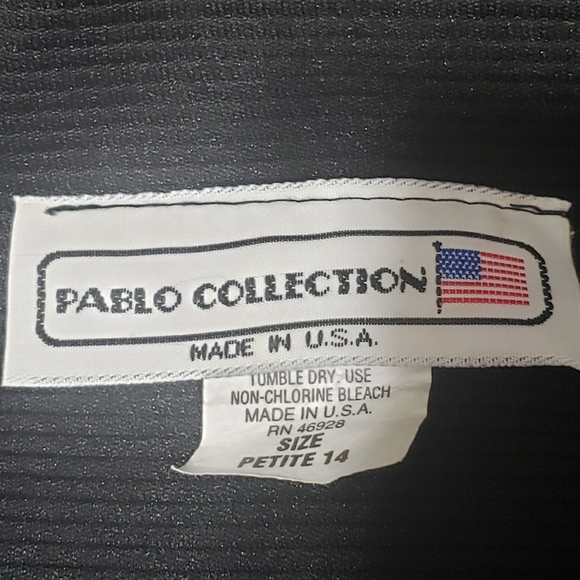 PABLO COLLECTION
MADE IN U.S.A.
TUMBLE DRY. USE
NON-CHLORINE BLEACH
MADE IN U.S.A.
RN 46928
SIZE
PETITE 14